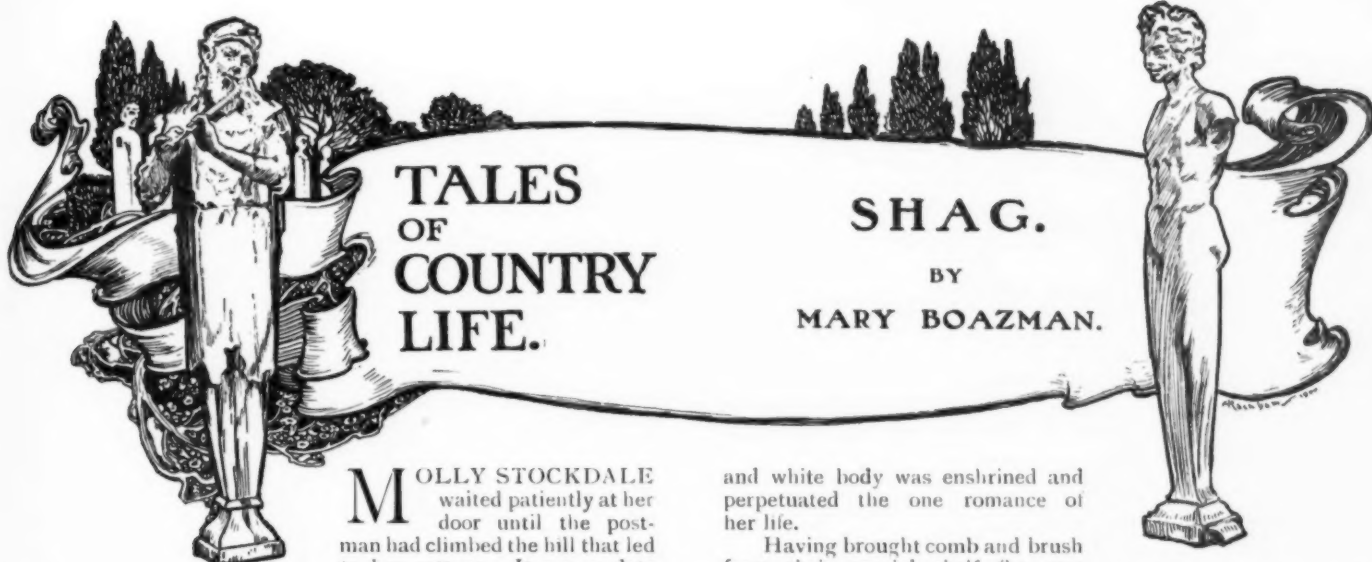 TALES
OF
COUNTRY
LIFE.
SHAG.
BY
MARY BOAZMAN.
MOLLY STOCKDALE
waited patiently at her
door until the post-
man had climbed the hill that led
and white body was enshrined and
perpetuated the one romance of
her life.
Having brought comb and brush